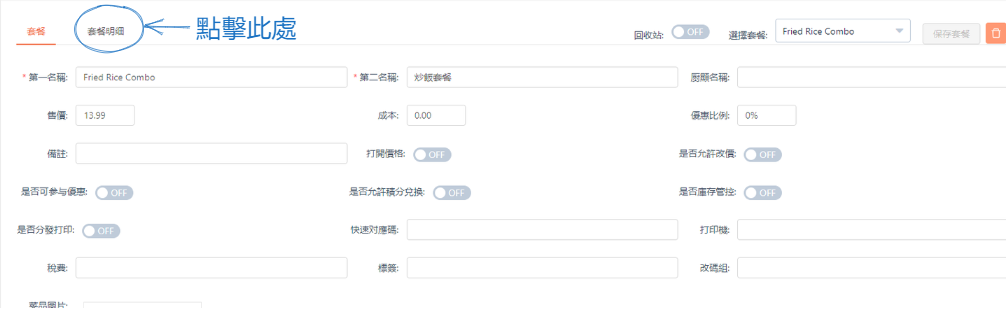 套餐 套餐明细 點擊此處 回收站: OFF 選擇套餐: Fried Rice Combo 保存套餐
* 第一名稱: Fried Rice Combo * 第二名稱: 炒飯套餐 廚顯名稱:
售價: 13.99 成本: 0.00 優惠比例: 0%
備註: 打開價格: OFF 是否允許改價: OFF
是否可参与優惠: OFF 是否允許積分兌換: OFF 是否庫存管控: OFF
是否分發打印: OFF 快速对應碼: 打印機:
稅費: 標簽: 改碼組:
菜品圖片: